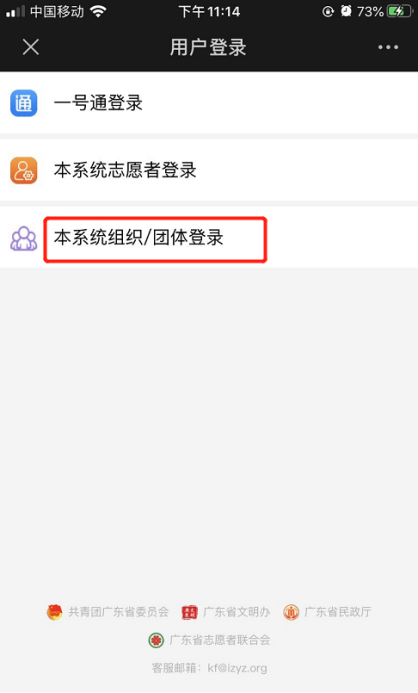 中国移动 下午11:14 73%
用户登录
通 一号通登录
本系统志愿者登录
本系统组织/团体登录
共青团广东省委员会 广东省文明办 广东省民政厅
广东省志愿者联合会
客服邮箱：kf@izyz.org